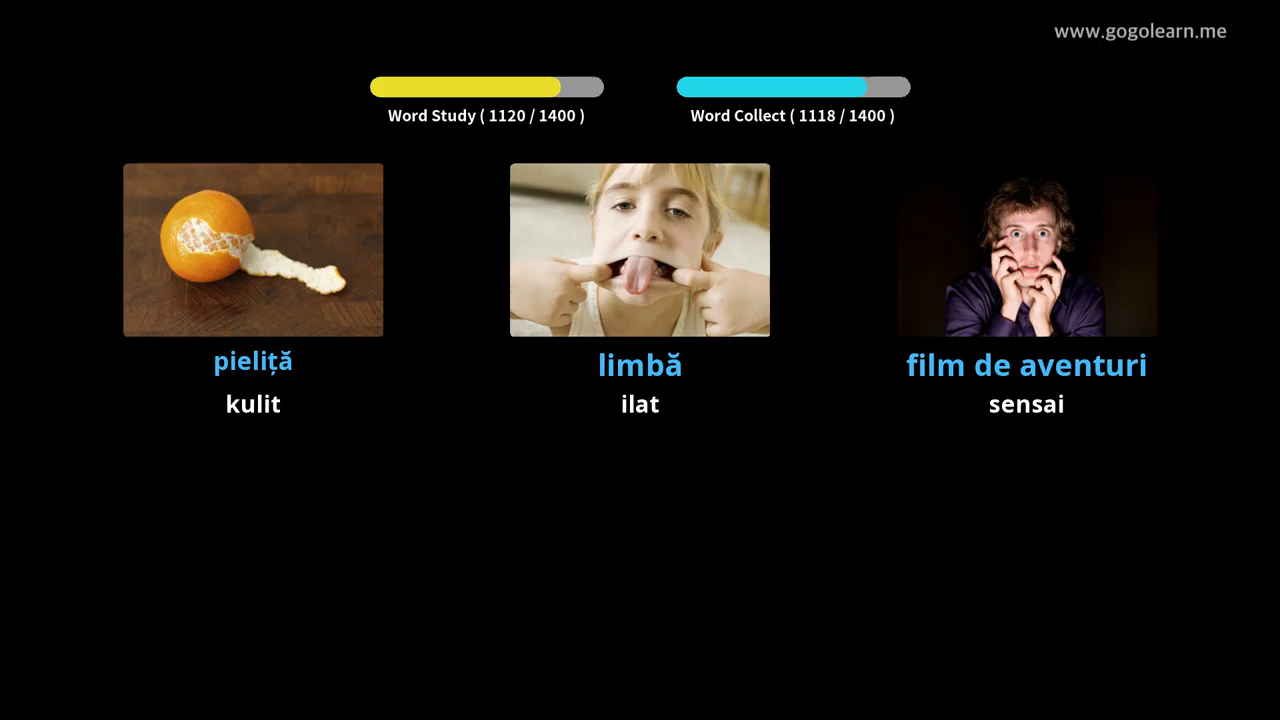 www.gogolearn.me
Word Study ( 1120 / 1400 )
Word Collect ( 1118 / 1400 )
pieliță
limbă
film de aventuri
kulit
ilat
sensai